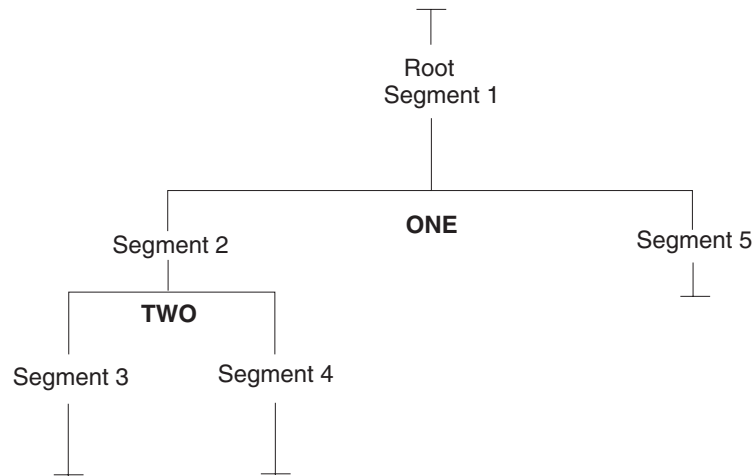 Root
Segment 1
ONE
Segment 2
Segment 5
TWO
Segment 3
Segment 4